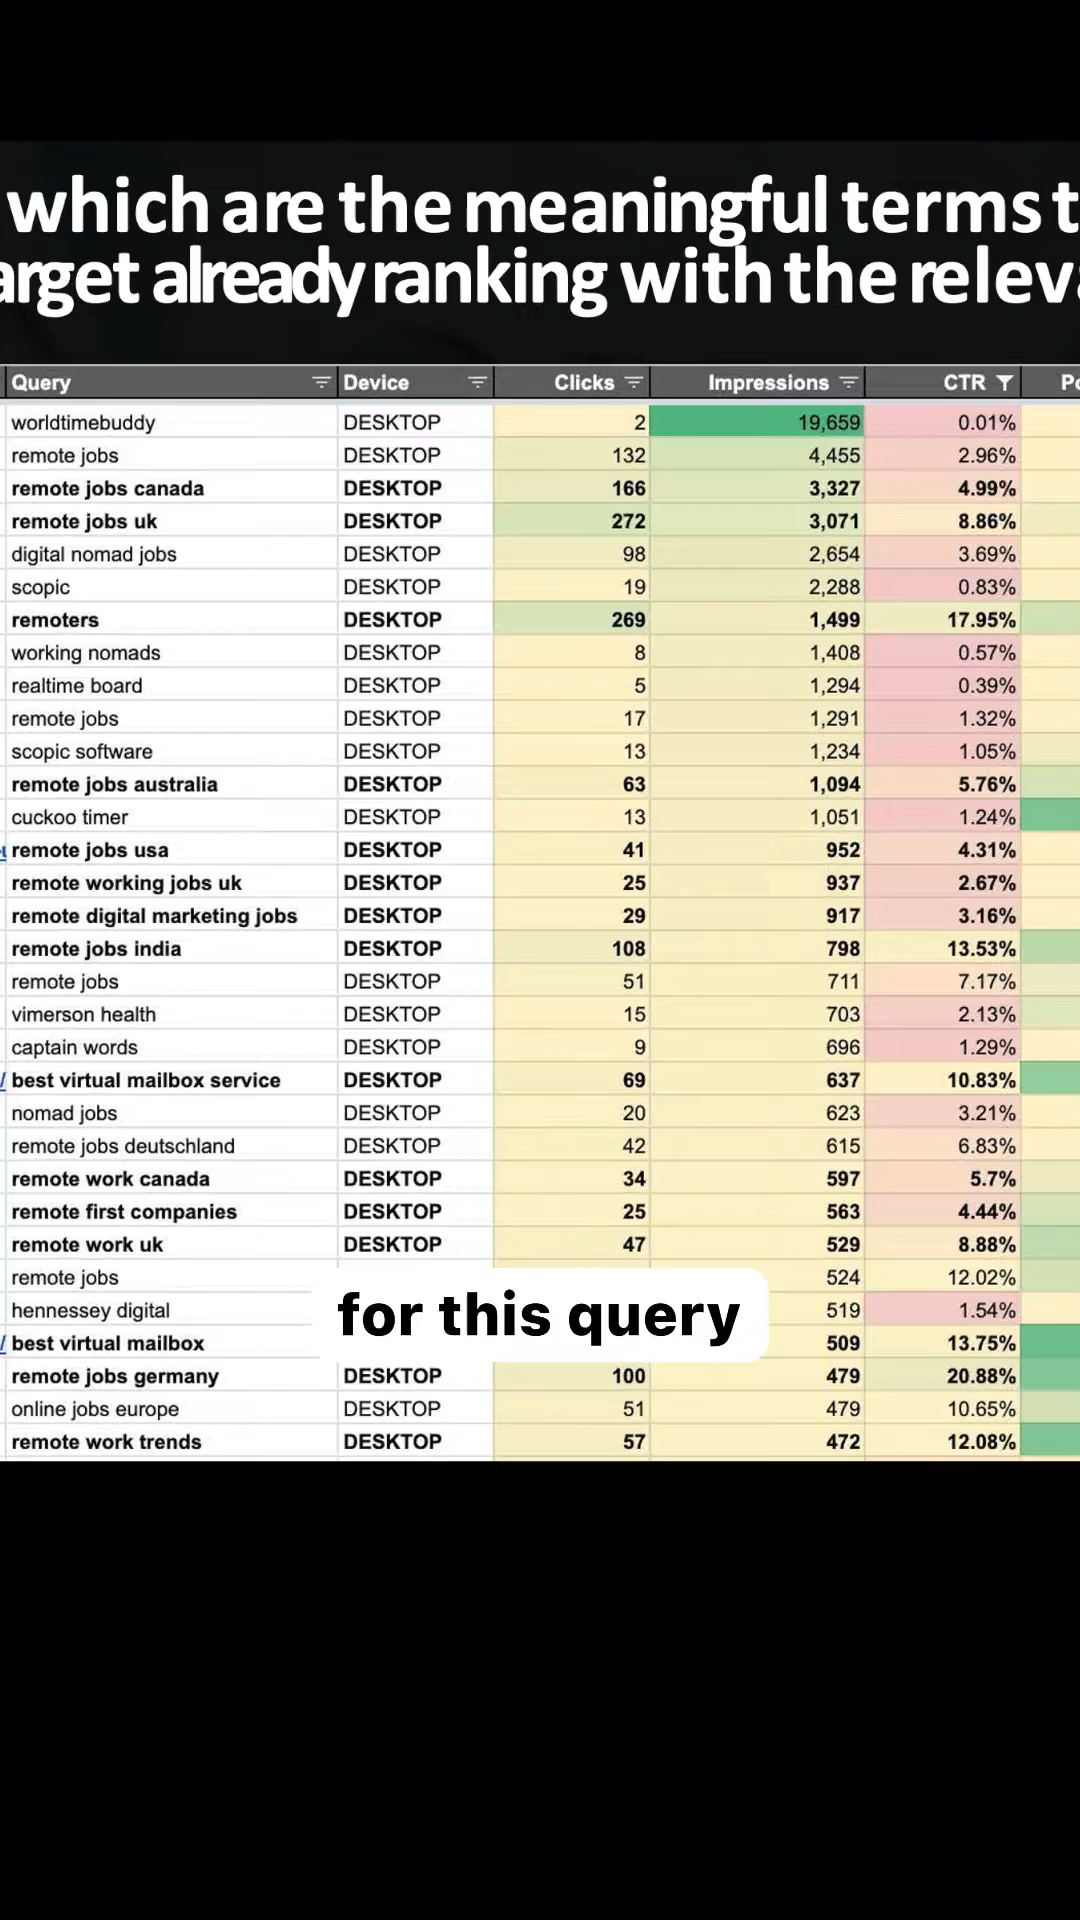 which are the meaningful terms t
arget already ranking with the releva
Query Device Clicks Impressions CTR Po
worldtimebuddy DESKTOP 2 19,659 0.01%
remote jobs DESKTOP 132 4,455 2.96%
remote jobs canada DESKTOP 166 3,327 4.99%
remote jobs uk DESKTOP 272 3,071 8.86%
digital nomad jobs DESKTOP 98 2,654 3.69%
scopic DESKTOP 19 2,288 0.83%
remoters DESKTOP 269 1,499 17.95%
working nomads DESKTOP 8 1,408 0.57%
realtime board DESKTOP 5 1,294 0.39%
remote jobs DESKTOP 17 1,291 1.32%
scopic software DESKTOP 13 1,234 1.05%
remote jobs australia DESKTOP 63 1,094 5.76%
cuckoo timer DESKTOP 13 1,051 1.24%
remote jobs usa DESKTOP 41 952 4.31%
remote working jobs uk DESKTOP 25 937 2.67%
remote digital marketing jobs DESKTOP 29 917 3.16%
remote jobs india DESKTOP 108 798 13.53%
remote jobs DESKTOP 51 711 7.17%
vimerson health DESKTOP 15 703 2.13%
captain words DESKTOP 9 696 1.29%
/ best virtual mailbox service DESKTOP 69 637 10.83%
nomad jobs DESKTOP 20 623 3.21%
remote jobs deutschland DESKTOP 42 615 6.83%
remote work canada DESKTOP 34 597 5.7%
remote first companies DESKTOP 25 563 4.44%
remote work uk DESKTOP 47 529 8.88%
remote jobs 524 12.02%
hennessey digital 519 1.54%
for this query
/ best virtual mailbox 509 13.75%
remote jobs germany DESKTOP 100 479 20.88%
online jobs europe DESKTOP 51 479 10.65%
remote work trends DESKTOP 57 472 12.08%